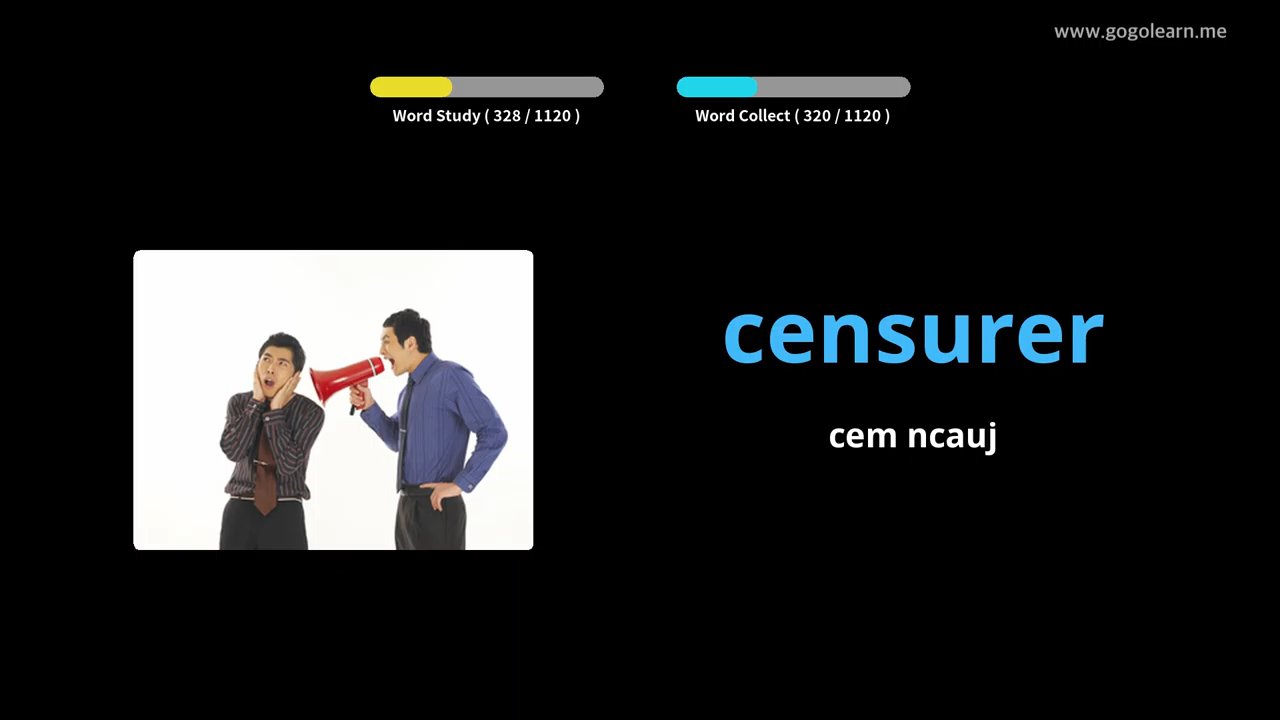 www.gogolearn.me
Word Study ( 328 / 1120 )
Word Collect ( 320 / 1120 )
censurer
cem ncauj